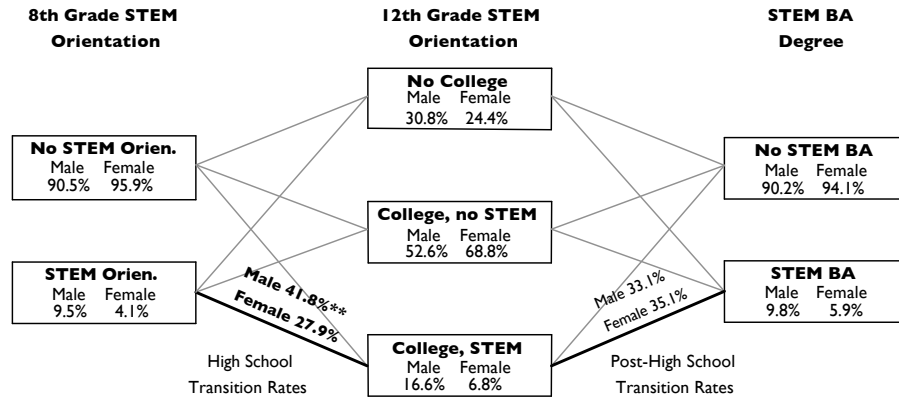 8th Grade STEM
Orientation
12th Grade STEM
Orientation
STEM BA
Degree
No College
Male Female
30.8% 24.4%
No STEM Orien.
Male Female
90.5% 95.9%
No STEM BA
Male Female
90.2% 94.1%
College, no STEM
Male Female
52.6% 68.8%
STEM Orien.
Male Female
9.5% 4.1%
Male 41.8%**
Female 27.9%
Male 33.1%
Female 35.1%
STEM BA
Male Female
9.8% 5.9%
High School
Transition Rates
College, STEM
Male Female
16.6% 6.8%
Post-High School
Transition Rates